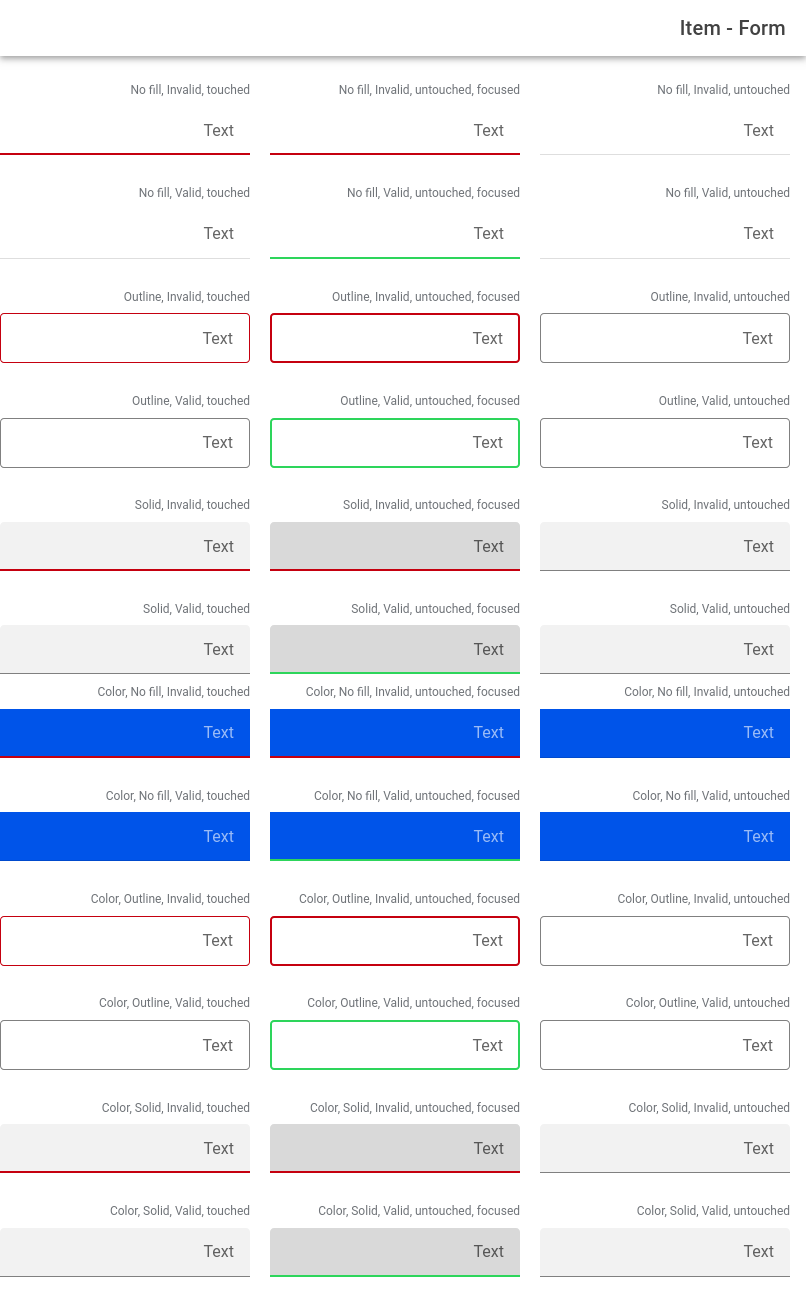 Item - Form
No fill, Invalid, touched
No fill, Invalid, untouched, focused
No fill, Invalid, untouched
Text
Text
Text
No fill, Valid, touched
No fill, Valid, untouched, focused
No fill, Valid, untouched
Text
Text
Text
Outline, Invalid, touched
Outline, Invalid, untouched, focused
Outline, Invalid, untouched
Text
Text
Text
Outline, Valid, touched
Outline, Valid, untouched, focused
Outline, Valid, untouched
Text
Text
Text
Solid, Invalid, touched
Solid, Invalid, untouched, focused
Solid, Invalid, untouched
Text
Text
Text
Solid, Valid, touched
Solid, Valid, untouched, focused
Solid, Valid, untouched
Text
Text
Text
Color, No fill, Invalid, touched
Color, No fill, Invalid, untouched, focused
Color, No fill, Invalid, untouched
Text
Text
Text
Color, No fill, Valid, touched
Color, No fill, Valid, untouched, focused
Color, No fill, Valid, untouched
Text
Text
Text
Color, Outline, Invalid, touched
Color, Outline, Invalid, untouched, focused
Color, Outline, Invalid, untouched
Text
Text
Text
Color, Outline, Valid, touched
Color, Outline, Valid, untouched, focused
Color, Outline, Valid, untouched
Text
Text
Text
Color, Solid, Invalid, touched
Color, Solid, Invalid, untouched, focused
Color, Solid, Invalid, untouched
Text
Text
Text
Color, Solid, Valid, touched
Color, Solid, Valid, untouched, focused
Color, Solid, Valid, untouched
Text
Text
Text